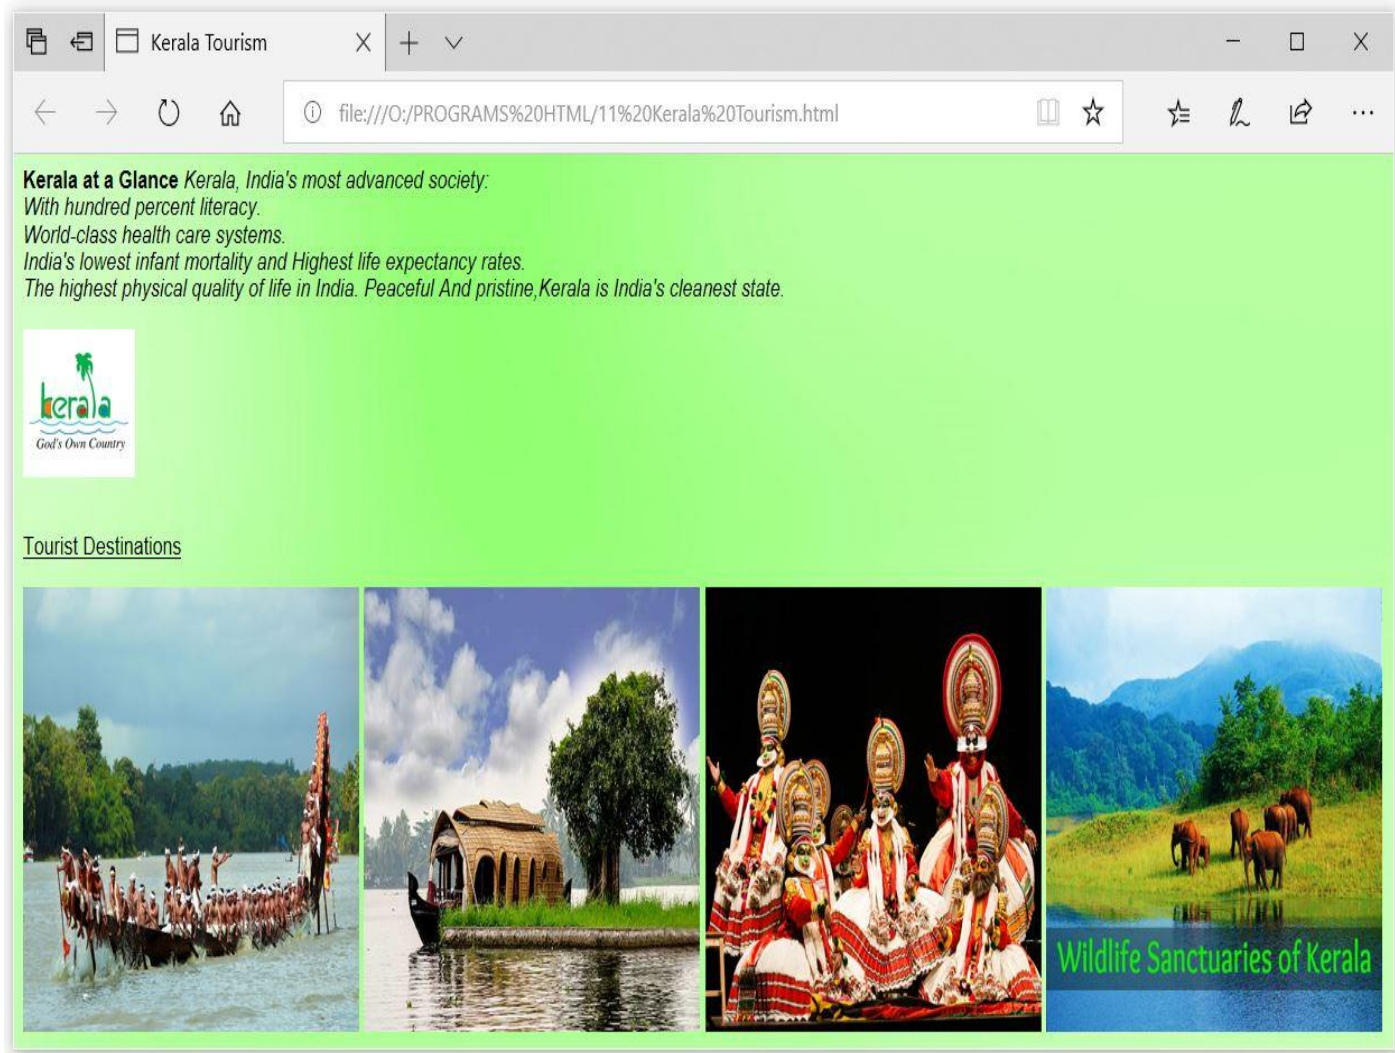 Kerala Tourism
file:///O:/PROGRAMS%20HTML/11%20Kerala%20Tourism.html
Kerala at a Glance Kerala, India's most advanced society:
With hundred percent literacy.
World-class health care systems.
India's lowest infant mortality and Highest life expectancy rates.
The highest physical quality of life in India. Peaceful And pristine,Kerala is India's cleanest state.
kerala
God's Own Country
Tourist Destinations
Wildlife Sanctuaries of Kerala